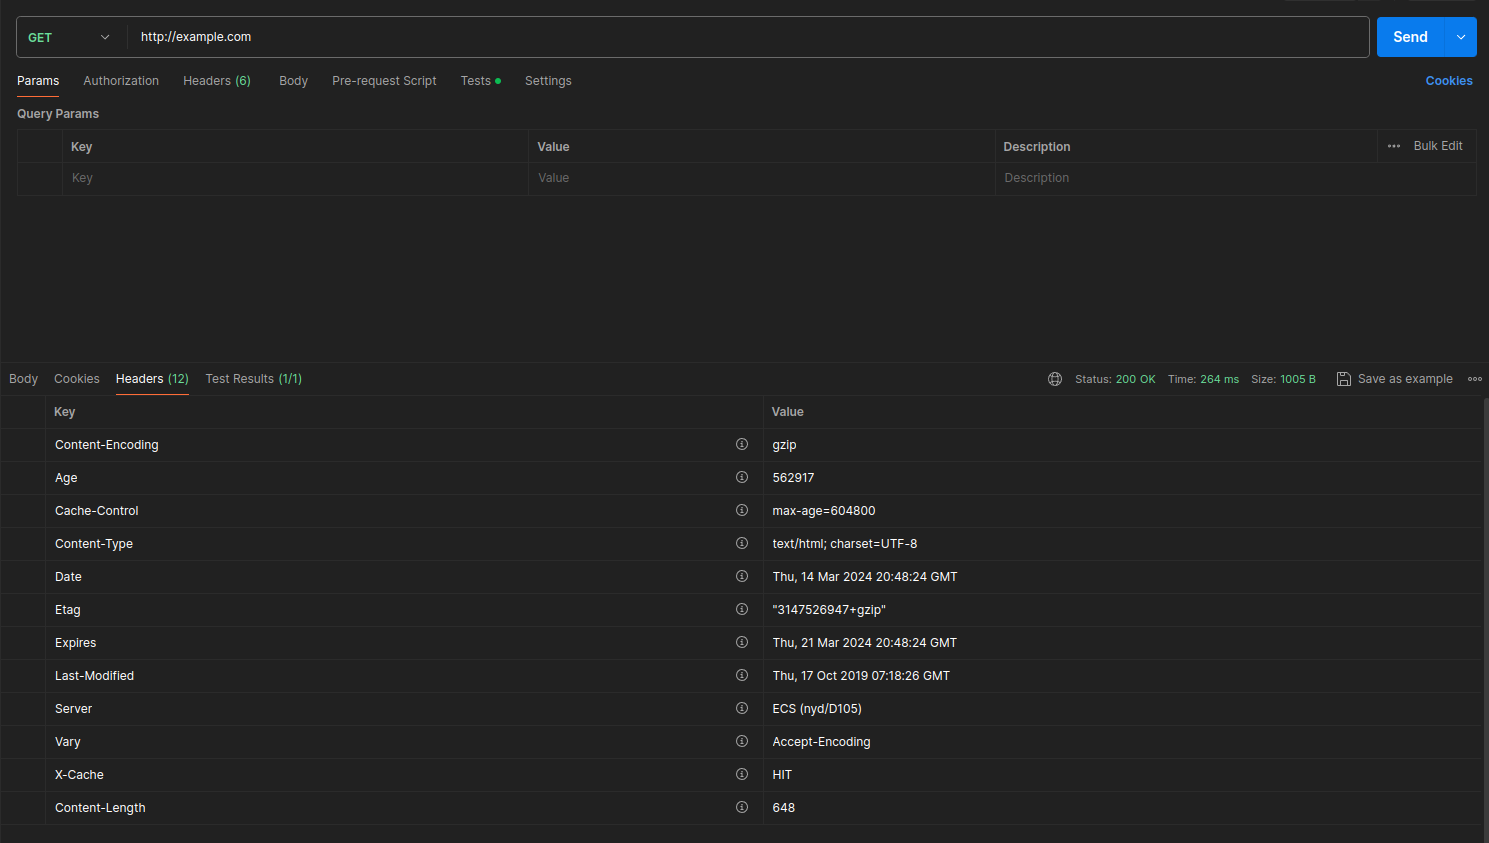 GET http://example.com Send
Params Authorization Headers (6) Body Pre-request Script Tests Settings Cookies
Query Params
Key Value Description Bulk Edit
Key Value Description
Body Cookies Headers (12) Test Results (1/1) Status: 200 OK Time: 264 ms Size: 1005 B Save as example
Key Value
Content-Encoding gzip
Age 562917
Cache-Control max-age=604800
Content-Type text/html; charset=UTF-8
Date Thu, 14 Mar 2024 20:48:24 GMT
Etag "3147526947+gzip"
Expires Thu, 21 Mar 2024 20:48:24 GMT
Last-Modified Thu, 17 Oct 2019 07:18:26 GMT
Server ECS (nyd/D105)
Vary Accept-Encoding
X-Cache HIT
Content-Length 648